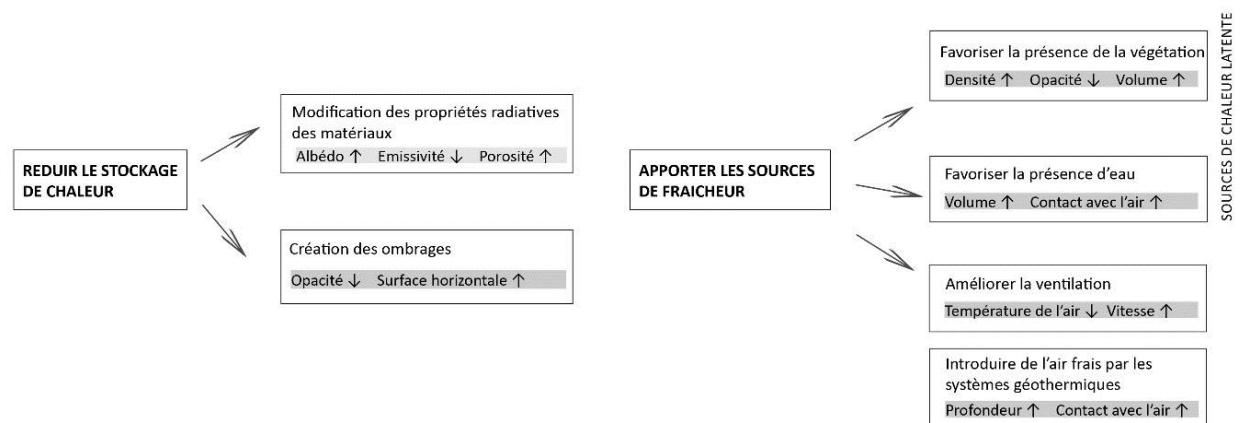 REDUIR LE STOCKAGE
DE CHALEUR
Modification des propriétés radiatives
des matériaux
Albédo ↑ Emissivité ↓ Porosité ↑
Création des ombrages
Opacité ↓ Surface horizontale ↑
APPORTER LES SOURCES
DE FRAICHEUR
Favoriser la présence de la végétation
Densité ↑ Opacité ↓ Volume ↑
Favoriser la présence d’eau
Volume ↑ Contact avec l’air ↑
Améliorer la ventilation
Température de l’air ↓ Vitesse ↑
Introduire de l’air frais par les
systèmes géothermiques
Profondeur ↑ Contact avec l’air ↑
SOURCES DE CHALEUR LATENTE